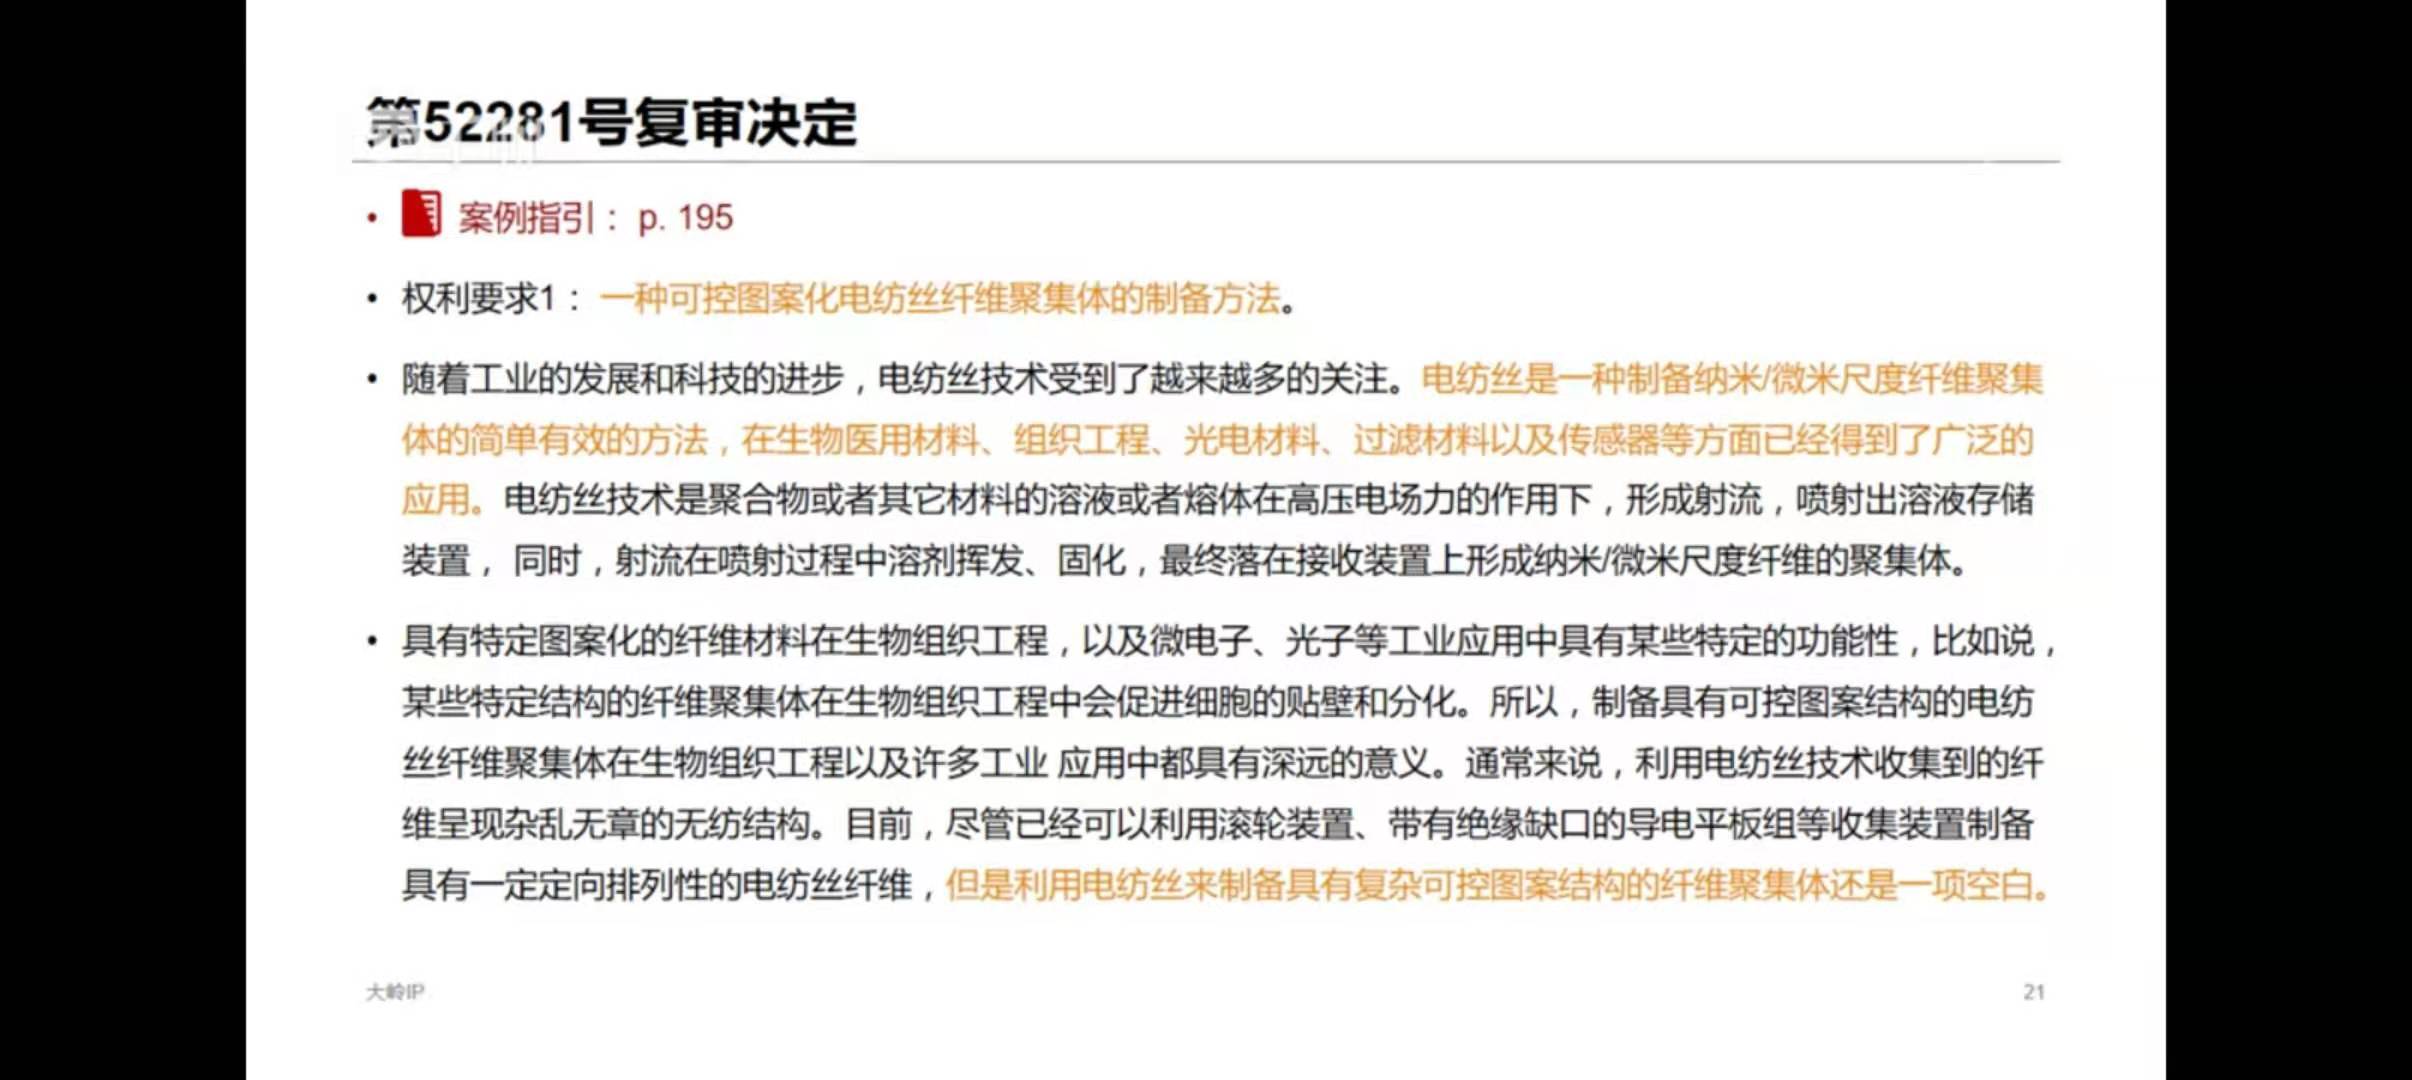 第52281号复审决定
• 案例指引： p. 195
• 权利要求1： 一种可控图案化电纺丝纤维聚集体的制备方法。
• 随着工业的发展和科技的进步，电纺丝技术受到了越来越多的关注。电纺丝是一种制备纳米/微米尺度纤维聚集
体的简单有效的方法，在生物医用材料、组织工程、光电材料、过滤材料以及传感器等方面已经得到了广泛的
应用。电纺丝技术是聚合物或者其它材料的溶液或者熔体在高压电场力的作用下，形成射流，喷射出溶液存储
装置， 同时，射流在喷射过程中溶剂挥发、固化，最终落在接收装置上形成纳米/微米尺度纤维的聚集体。
• 具有特定图案化的纤维材料在生物组织工程，以及微电子、光子等工业应用中具有某些特定的功能性，比如说，
某些特定结构的纤维聚集体在生物组织工程中会促进细胞的贴壁和分化。所以，制备具有可控图案结构的电纺
丝纤维聚集体在生物组织工程以及许多工业 应用中都具有深远的意义。通常来说，利用电纺丝技术收集到的纤
维呈现杂乱无章的无纺结构。目前，尽管已经可以利用滚轮装置、带有绝缘缺口的导电平板组等收集装置制备
具有一定定向排列性的电纺丝纤维，但是利用电纺丝来制备具有复杂可控图案结构的纤维聚集体还是一项空白。
大岭IP
21